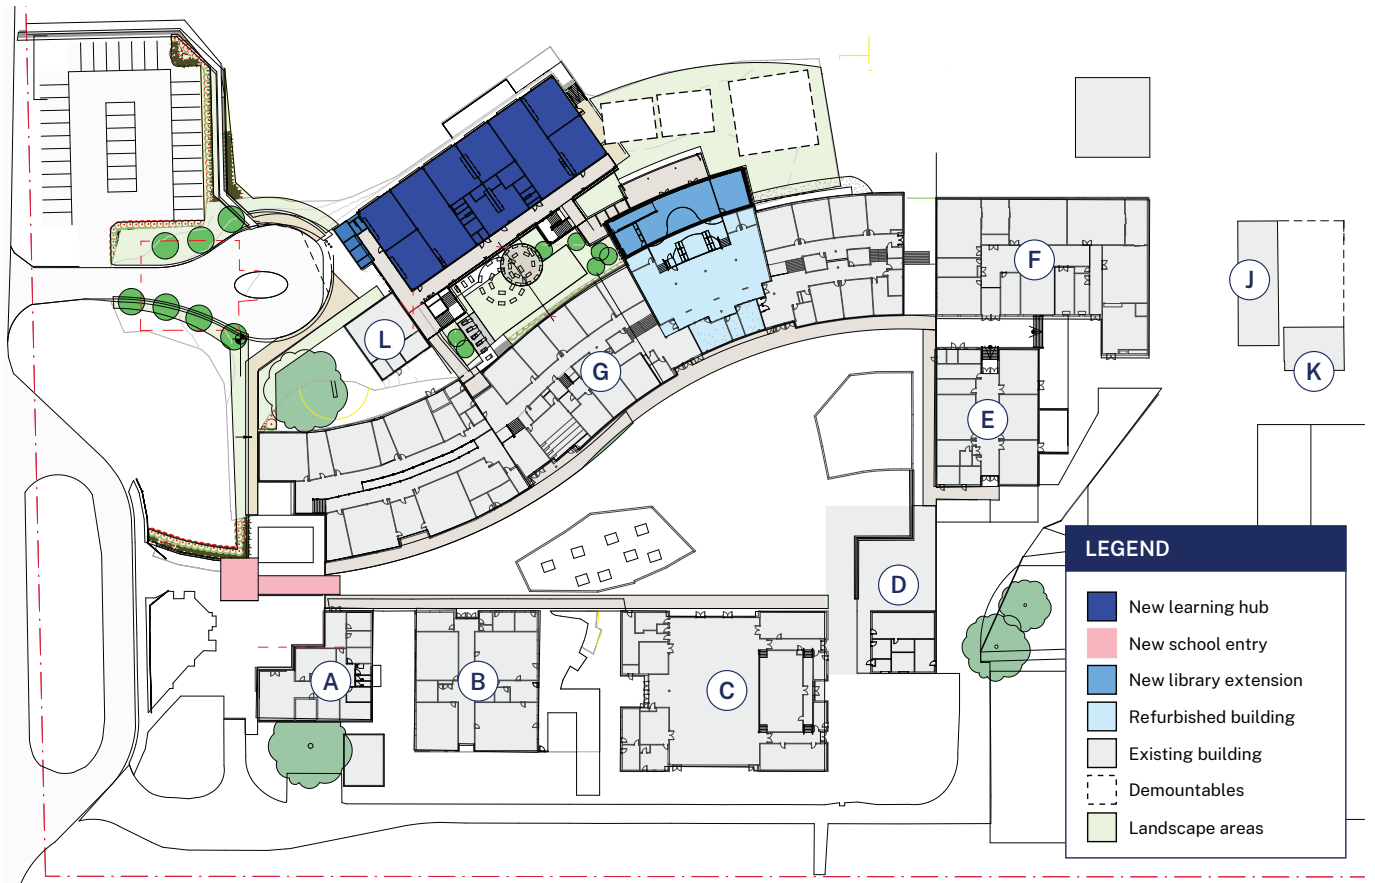 F
J
L
G
K
E
LEGEND
D
New learning hub
New school entry
A
B
C
New library extension
Refurbished building
Existing building
Demountables
Landscape areas